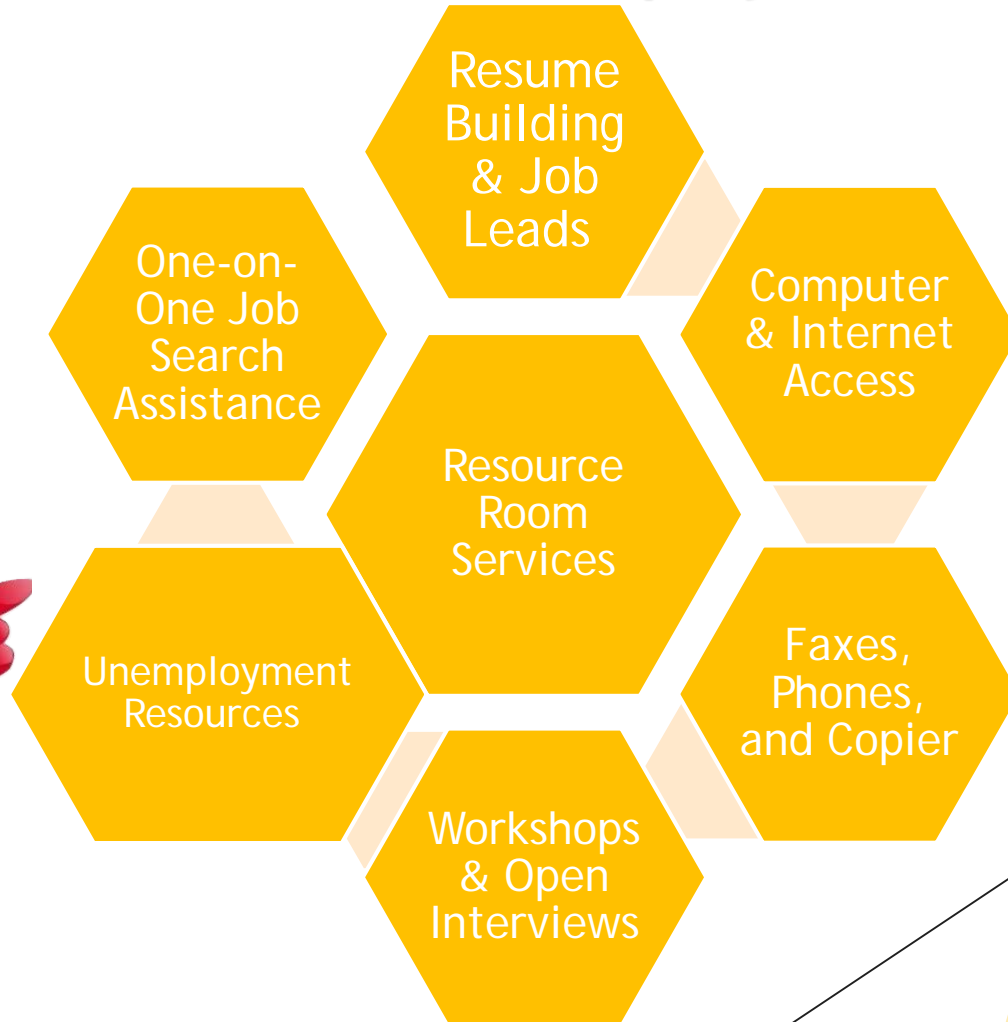 Resume
Building
& Job
Leads
One-on-
One Job
Search
Assistance
Computer
& Internet
Access
Resource
Room
Services
Unemployment
Resources
Faxes,
Phones,
and Copier
Workshops
& Open
Interviews